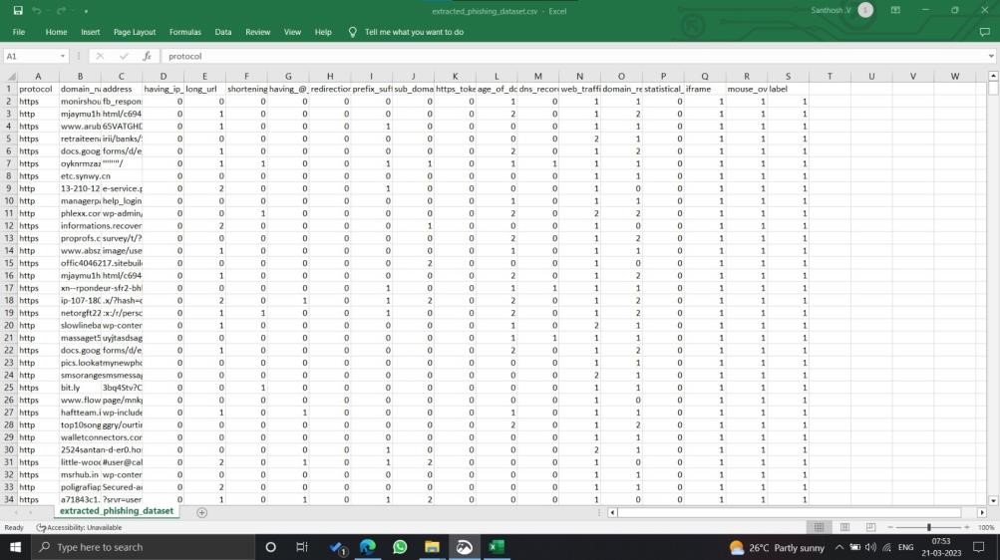 extracted_phishing_dataset.csv - Excel
Santhosh .V S
File Home Insert Page Layout Formulas Data Review View Help Tell me what you want to do
A1 fx protocol
A B C D E F G H I J K L M N O P Q R S T U V W
1 protocol domain_na address having_ip_ long_url shortening having_@_ redirection prefix_suff sub_doma https_toke age_of_dc dns_recor web_traffi domain_re statistical_ iframe mouse_ov label
2 https monirshou fb_respon 0 0 0 0 0 0 0 0 1 0 1 1 0 1 1 1
3 http mjaymu1h html/c694 0 1 0 0 0 0 0 0 2 0 1 2 0 1 1 1
4 https www.arub 65VATGHD 0 1 0 0 0 1 0 0 0 0 1 1 0 1 1 1
5 https retraiteen irii/banks/ 0 0 0 0 0 0 0 0 0 0 2 1 0 1 1 1
6 https docs.goog forms/d/e 0 1 0 0 0 0 0 0 2 0 1 2 0 1 1 1
7 http oyknrmzaz """"/ 0 1 1 0 0 1 1 0 1 1 1 1 0 1 1 1
8 https etc.synwy.cn 0 0 0 0 0 0 0 0 0 0 1 1 0 1 1 1
9 https 13-210-12 e-service.p 0 2 0 0 0 1 0 0 0 0 1 0 0 1 1 1
10 http managerpa help_login 0 0 0 0 0 0 0 0 1 0 1 1 0 1 1 1
11 http phlexx.cor wp-admin/ 0 0 1 0 0 0 0 0 2 0 2 2 0 1 1 1
12 https informations.recover 0 2 0 0 0 0 1 0 0 0 1 0 0 1 1 1
13 https proprofs.c survey/t/? 0 0 0 0 0 0 0 0 2 0 1 2 0 1 1 1
14 http www.absz image/use 0 1 0 0 0 0 0 0 1 0 1 1 0 1 1 1
15 https offic4046217.sitebuil 0 0 0 0 0 0 2 0 0 0 1 0 0 1 1 1
16 http mjaymu1h html/c694 0 1 0 0 0 0 0 0 2 0 1 2 0 1 1 1
17 https xn--rpondeur-sfr2-bhl 0 0 0 0 0 1 0 0 1 1 1 1 0 1 1 1
18 https ip-107-180 .x/?hash=c 0 2 0 1 0 1 2 0 2 0 1 2 0 1 1 1
19 https netorgft22 :x:/r/persc 0 1 1 1 0 1 0 0 2 0 1 2 0 1 1 1
20 http slowlineba wp-conter 0 1 0 0 0 0 0 0 1 0 2 1 0 1 1 1
21 http massaget5 uyjtasdsag 0 0 0 0 0 0 0 0 1 1 1 1 0 1 1 1
22 https docs.goog forms/d/e 0 1 0 0 0 0 0 0 2 0 1 2 0 1 1 1
23 https pics.lookatmynewpho 0 0 0 0 0 0 0 0 0 0 1 1 0 1 1 1
24 http smsorangesmsmessag 0 0 0 0 0 0 0 0 0 0 2 1 0 1 1 1
25 http bit.ly 3bq4Stv?C 0 0 1 0 0 0 0 0 0 0 1 1 0 1 1 1
26 https www.flow page/mnkp 0 0 0 0 0 0 0 0 0 0 1 0 0 1 1 1
27 https haftteam.i wp-include 0 1 0 1 0 0 0 0 1 0 1 1 0 1 1 1
28 http top10song ggry/ourtir 0 1 0 0 0 0 0 0 2 0 1 2 0 1 1 1
29 https walletconnectors.cor 0 0 0 0 0 0 0 0 0 0 1 1 0 1 1 1
30 http 2524santan-d-er0.ho 0 0 0 0 0 1 0 0 0 0 2 1 0 1 1 1
31 https little-wood #user@cal 0 2 0 1 0 1 2 0 0 0 1 0 0 1 1 1
32 https msrhub.in wp-conter 0 0 0 0 0 0 0 0 0 0 1 1 0 1 1 1
33 http poligrafiap Secured-a 0 2 0 0 0 0 0 0 0 0 1 1 0 1 1 1
34 https a71843c1. ?srvr=user 0 1 0 1 0 1 2 0 0 0 1 0 0 1 1 1
extracted_phishing_dataset
Ready Accessibility: Unavailable 100%
Type here to search 1 26°C Partly sunny ENG 07:53
21-03-2023